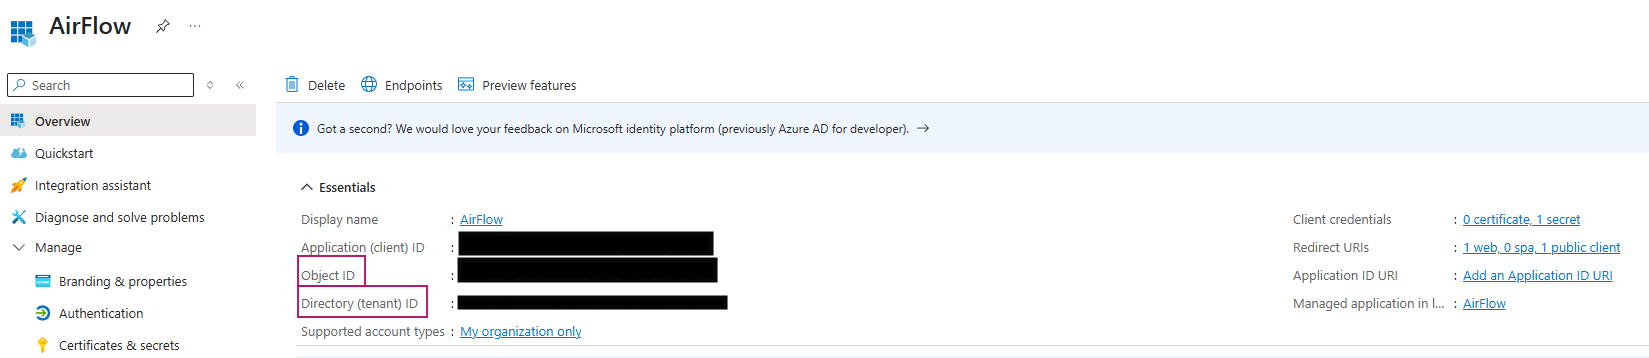 AirFlow
Search
Overview
Quickstart
Integration assistant
Diagnose and solve problems
Manage
Branding & properties
Authentication
Certificates & secrets
Delete
Endpoints
Preview features
Got a second? We would love your feedback on Microsoft identity platform (previously Azure AD for developer).
Essentials
Display name : AirFlow
Application (client) ID :
Object ID :
Directory (tenant) ID :
Supported account types : My organization only
Client credentials : 0 certificate, 1 secret
Redirect URIs : 1 web, 0 spa, 1 public client
Application ID URI : Add an Application ID URI
Managed application in l... : AirFlow